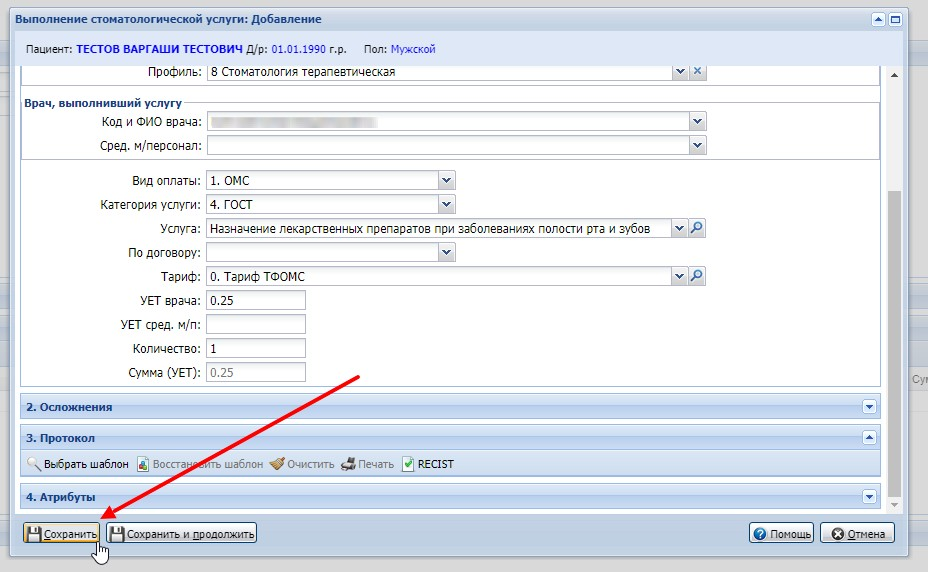 Выполнение стоматологической услуги: Добавление
Пациент: ТЕСТОВ ВАРГАШИ ТЕСТОВИЧ Д/р: 01.01.1990 г.р. Пол: Мужской
Профиль: 8 Стоматология терапевтическая
Врач, выполнивший услугу
Код и ФИО врача:
Сред. м/персонал:
Вид оплаты: 1. ОМС
Категория услуги: 4. ГОСТ
Услуга: Назначение лекарственных препаратов при заболеваниях полости рта и зубов
По договору:
Тариф: 0. Тариф ТФОМС
УЕТ врача: 0.25
УЕТ сред. м/п:
Количество: 1
Сумма (УЕТ): 0.25
Сум
2. Осложнения
3. Протокол
Выбрать шаблон Восстановить шаблон Очистить Печать RECIST
4. Атрибуты
Сохранить Сохранить и продолжить Помощь Отмена